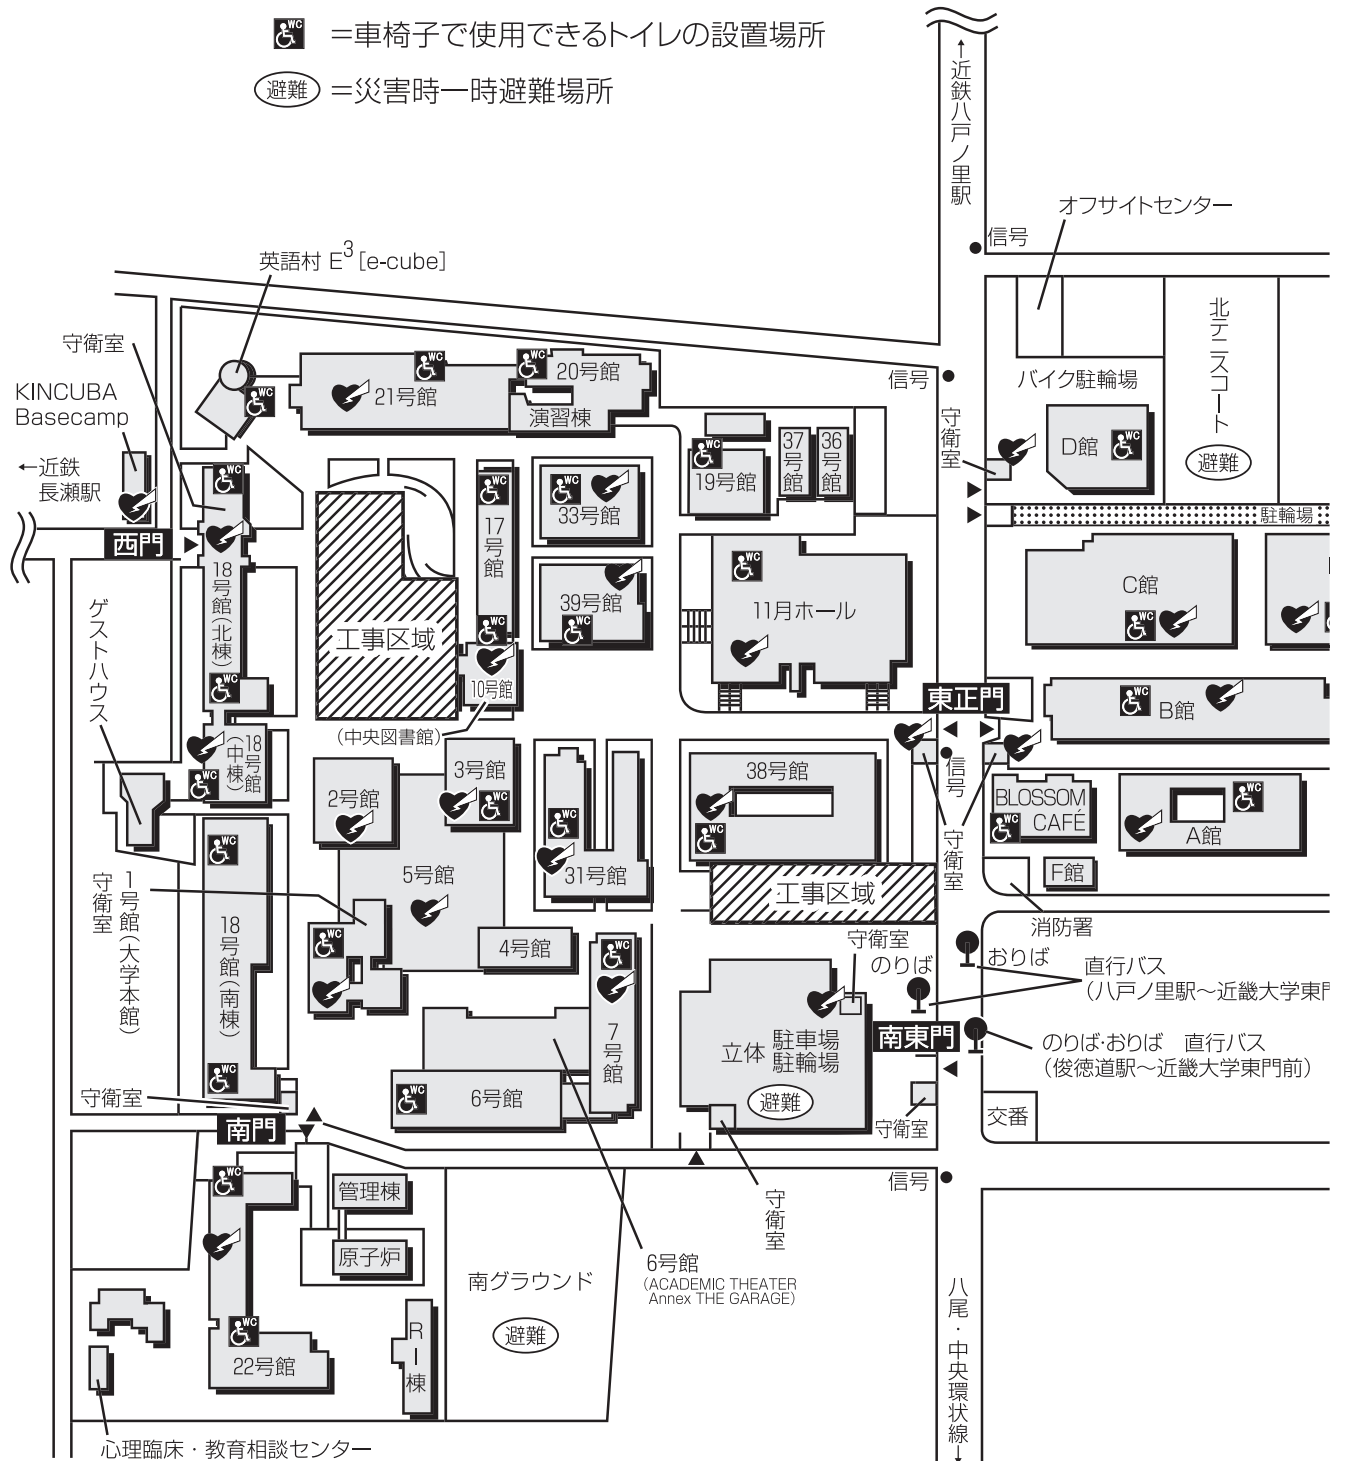 WC
=車椅子で使用できるトイレの設置場所
避難
=災害時一時避難場所
↑近鉄八戸ノ里駅
信号
オフサイトセンター
英語村 E³ [e-cube]
守衛室
KINCUBA
Basecamp
←近鉄
長瀬駅
西門
21号館
20号館
演習棟
信号
守衛室
バイク駐輪場
北テニスコート
避難
D館
駐輪場
19号館
37号館
36号館
17号館
33号館
39号館
10号館
(中央図書館)
工事区域
18号館(北棟)
18号館(中棟)
ゲストハウス
11月ホール
C館
東正門
B館
信号
守衛室
BLOSSOM
CAFÉ
A館
F館
消防署
38号館
工事区域
2号館
3号館
5号館
31号館
4号館
1号館(大学本館)
守衛室
18号館(南棟)
守衛室
南門
7号館
6号館
守衛室
のりば
おりば
直行バス
(八戸ノ里駅〜近畿大学東門
立体
駐車場
駐輪場
避難
南東門
のりば・おりば 直行バス
(俊徳道駅〜近畿大学東門前)
守衛室
交番
信号
守衛室
管理棟
原子炉
南グラウンド
避難
6号館
(ACADEMIC THEATER
Annex THE GARAGE)
22号館
RI棟
心理臨床・教育相談センター
八尾・中央環状線→